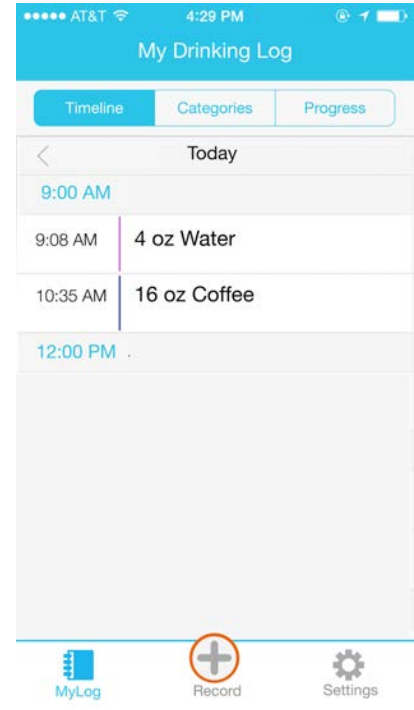 AT&T 4:29 PM
My Drinking Log
Timeline Categories Progress
Today
9:00 AM
9:08 AM 4 oz Water
10:35 AM 16 oz Coffee
12:00 PM .
MyLog Record Settings